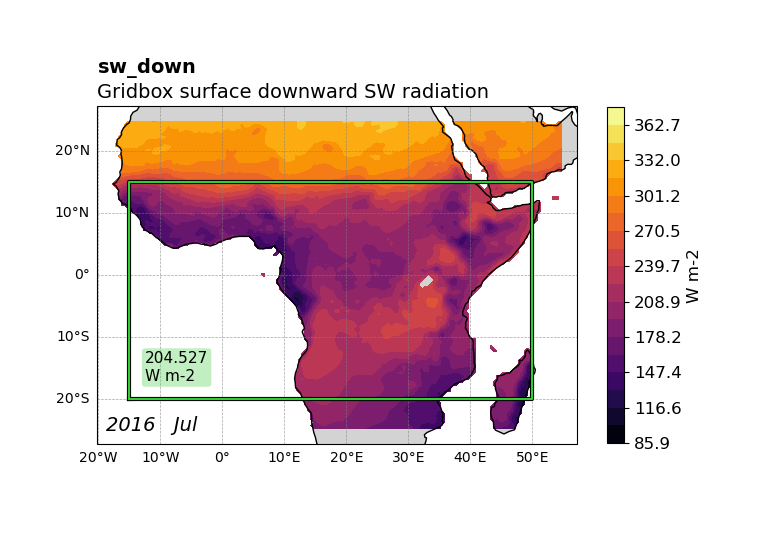 sw_down
Gridbox surface downward SW radiation
20°N
10°N
0°
10°S
20°S
204.527
W m-2
2016 Jul
20°W
10°W
0°
10°E
20°E
30°E
40°E
50°E
362.7
332.0
301.2
270.5
239.7
208.9
178.2
147.4
116.6
85.9
W m-2